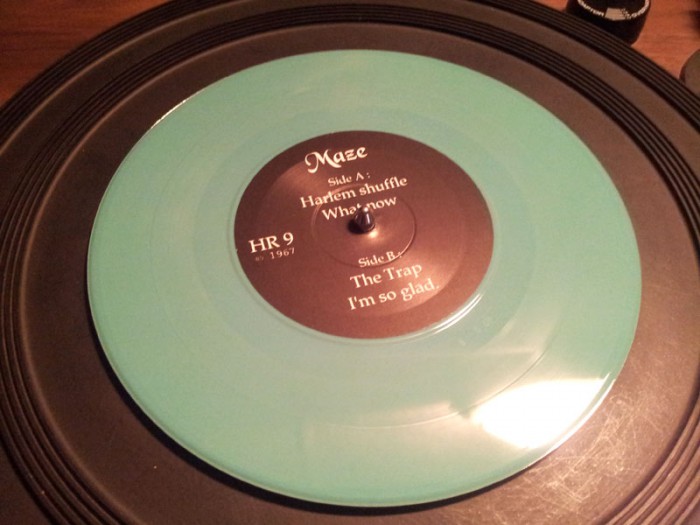 Maze
Side A :
Harlem shuffle
What now
HR 9
℗ 1967
Side B :
The Trap
I'm so glad.